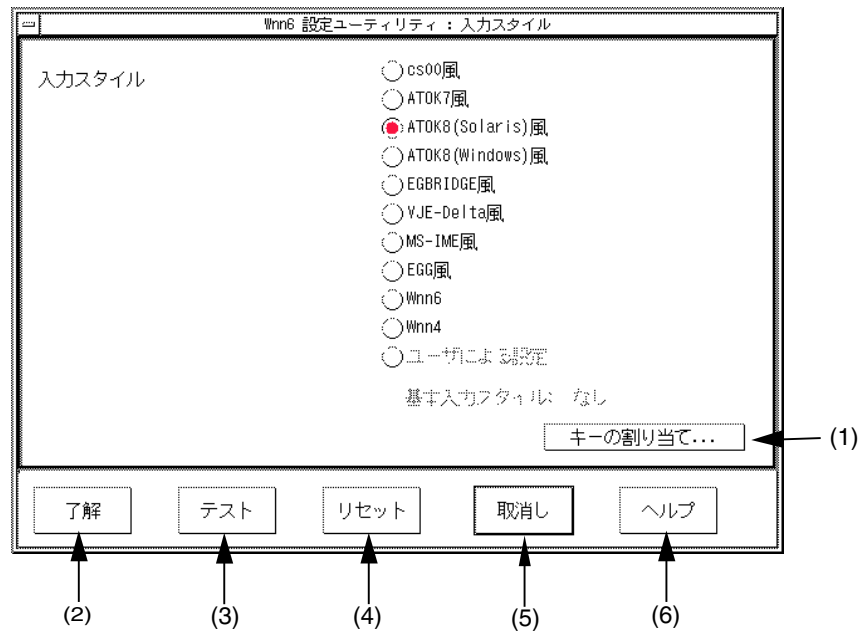 Wnn6 設定ユーティリティ : 入力スタイル
入力スタイル
cs00風
ATOK7風
ATOK8(Solaris)風
ATOK8(Windows)風
EGBRIDGE風
VJE-Delta風
MS-IME風
EGG風
Wnn6
Wnn4
ユーザによる設定
基本入力スタイル: なし
キーの割り当て...
(1)
了解
テスト
リセット
取消し
ヘルプ
(2)
(3)
(4)
(5)
(6)